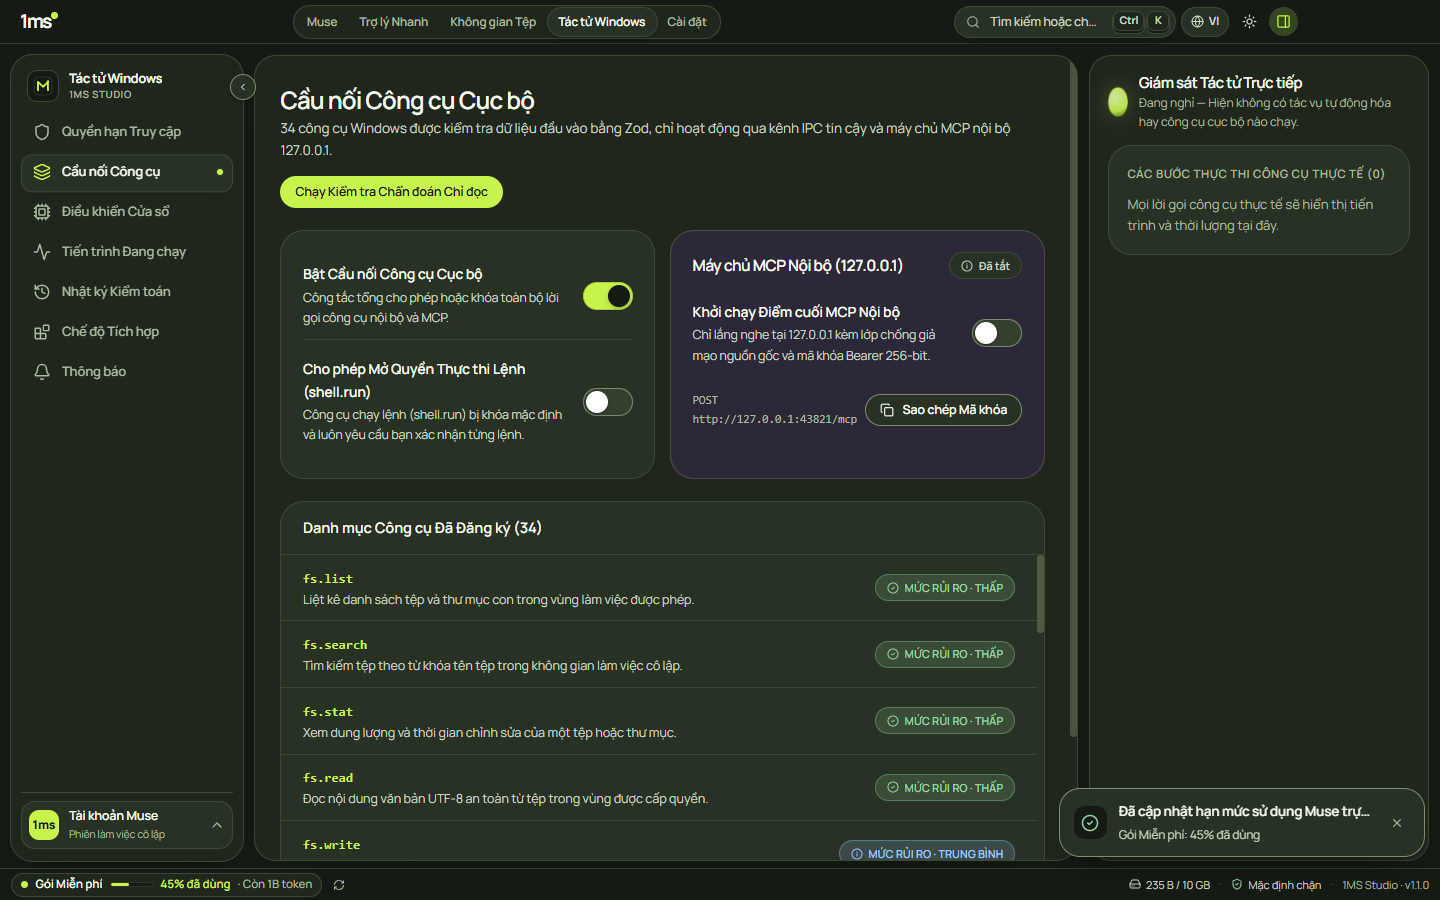 1ms
Muse
Trợ lý Nhanh
Không gian Tệp
Tác tử Windows
Cài đặt
Tìm kiếm hoặc ch...
Ctrl
K
VI
Tác tử Windows
1MS STUDIO
Quyền hạn Truy cập
Cầu nối Công cụ
Điều khiển Cửa sổ
Tiến trình Đang chạy
Nhật ký Kiểm toán
Chế độ Tích hợp
Thông báo
1ms
Tài khoản Muse
Phiên làm việc cô lập
Cầu nối Công cụ Cục bộ
34 công cụ Windows được kiểm tra dữ liệu đầu vào bằng Zod, chỉ hoạt động qua kênh IPC tin cậy và máy chủ MCP nội bộ
127.0.0.1.
Chạy Kiểm tra Chẩn đoán Chỉ đọc
Bật Cầu nối Công cụ Cục bộ
Công tắc tổng cho phép hoặc khóa toàn bộ lời
gọi công cụ nội bộ và MCP.
Cho phép Mở Quyền Thực thi Lệnh
(shell.run)
Công cụ chạy lệnh (shell.run) bị khóa mặc định
và luôn yêu cầu bạn xác nhận từng lệnh.
Máy chủ MCP Nội bộ (127.0.0.1)
Đã tắt
Khởi chạy Điểm cuối MCP Nội bộ
Chỉ lắng nghe tại 127.0.0.1 kèm lớp chống giả
mạo nguồn gốc và mã khóa Bearer 256-bit.
POST
http://127.0.0.1:43821/mcp
Sao chép Mã khóa
Danh mục Công cụ Đã Đăng ký (34)
fs.list
Liệt kê danh sách tệp và thư mục con trong vùng làm việc được phép.
MỨC RỦI RO · THẤP
fs.search
Tìm kiếm tệp theo từ khóa tên tệp trong không gian làm việc cô lập.
MỨC RỦI RO · THẤP
fs.stat
Xem dung lượng và thời gian chỉnh sửa của một tệp hoặc thư mục.
MỨC RỦI RO · THẤP
fs.read
Đọc nội dung văn bản UTF-8 an toàn từ tệp trong vùng được cấp quyền.
MỨC RỦI RO · THẤP
fs.write
MỨC RỦI RO · TRUNG BÌNH
Giám sát Tác tử Trực tiếp
Đang nghỉ — Hiện không có tác vụ tự động hóa
hay công cụ cục bộ nào chạy.
CÁC BƯỚC THỰC THI CÔNG CỤ THỰC TẾ (0)
Mọi lời gọi công cụ thực tế sẽ hiển thị tiến
trình và thời lượng tại đây.
Đã cập nhật hạn mức sử dụng Muse trự...
Gói Miễn phí: 45% đã dùng
Gói Miễn phí
45% đã dùng
· Còn 1B token
235 B / 10 GB
·
Mặc định chặn
·
1MS Studio · v1.1.0